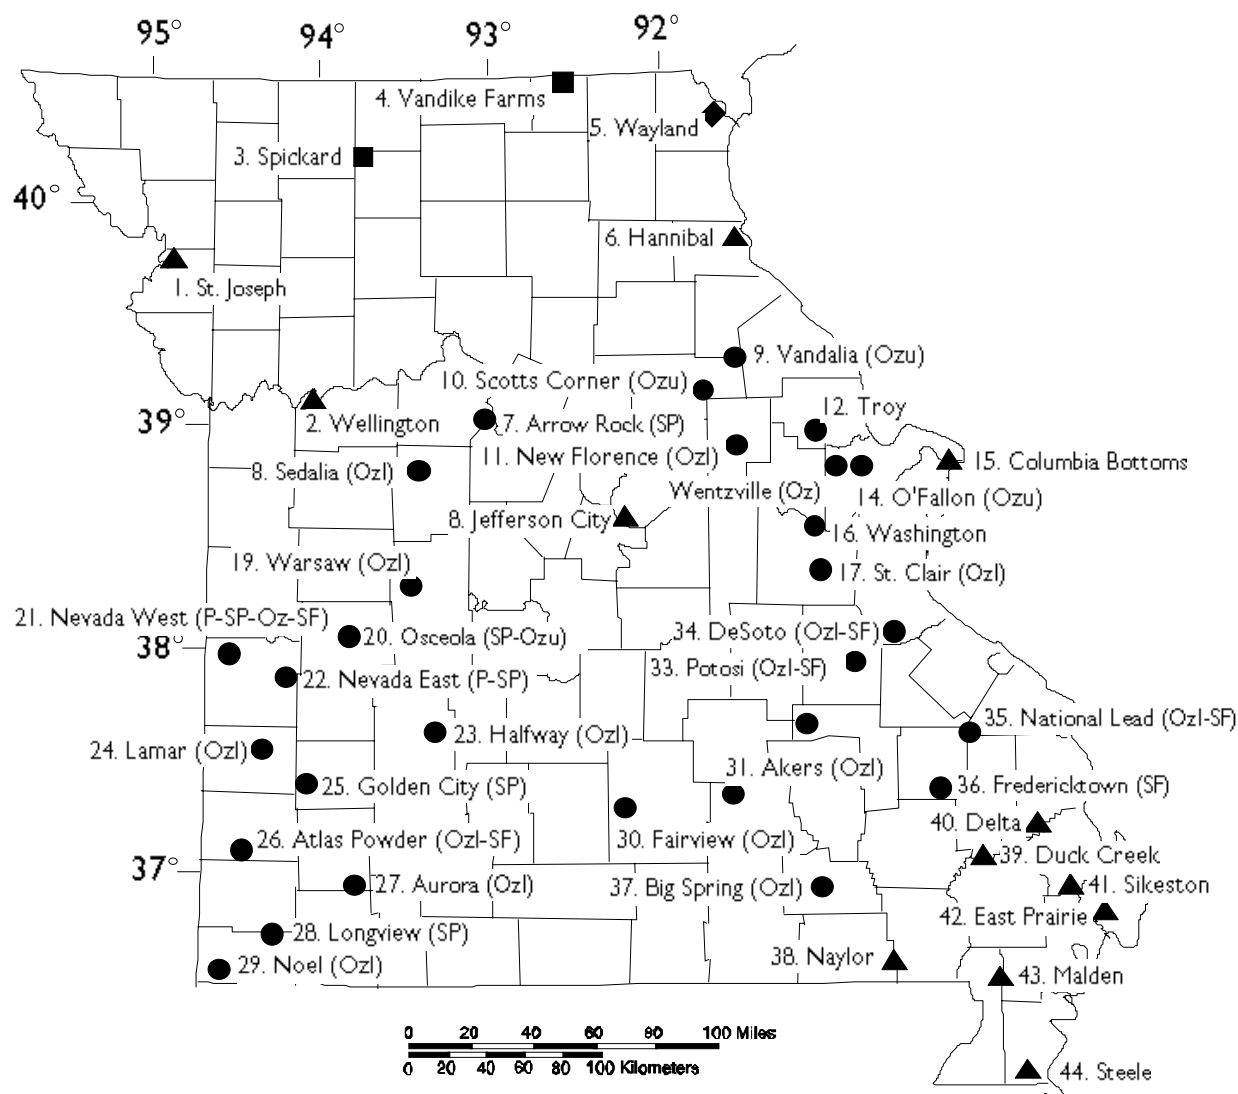 95° 94° 93° 92°
4. Vandike Farms
5. Wayland
3. Spickard
40°
6. Hannibal
1. St. Joseph
9. Vandalia (Ozu)
10. Scotts Corner (Ozu)
12. Troy
39°
2. Wellington
7. Arrow Rock (SP)
11. New Florence (Ozl)
15. Columbia Bottoms
8. Sedalia (Ozl)
Wentzville (Oz)
14. O'Fallon (Ozu)
8. Jefferson City
16. Washington
19. Warsaw (Ozl)
17. St. Clair (Ozl)
21. Nevada West (P-SP-Oz-SF)
34. DeSoto (Ozl-SF)
38°
20. Osceola (SP-Ozu)
33. Potosi (Ozl-SF)
22. Nevada East (P-SP)
35. National Lead (Ozl-SF)
23. Halfway (Ozl)
24. Lamar (Ozl)
31. Akers (Ozl)
25. Golden City (SP)
36. Fredericktown (SF)
40. Delta
26. Atlas Powder (Ozl-SF)
30. Fairview (Ozl)
39. Duck Creek
37°
27. Aurora (Ozl)
37. Big Spring (Ozl)
41. Sikeston
42. East Prairie
28. Longview (SP)
38. Naylor
29. Noel (Ozl)
43. Malden
0 20 40 60 80 100 Miles
0 20 40 60 80 100 Kilometers
44. Steele